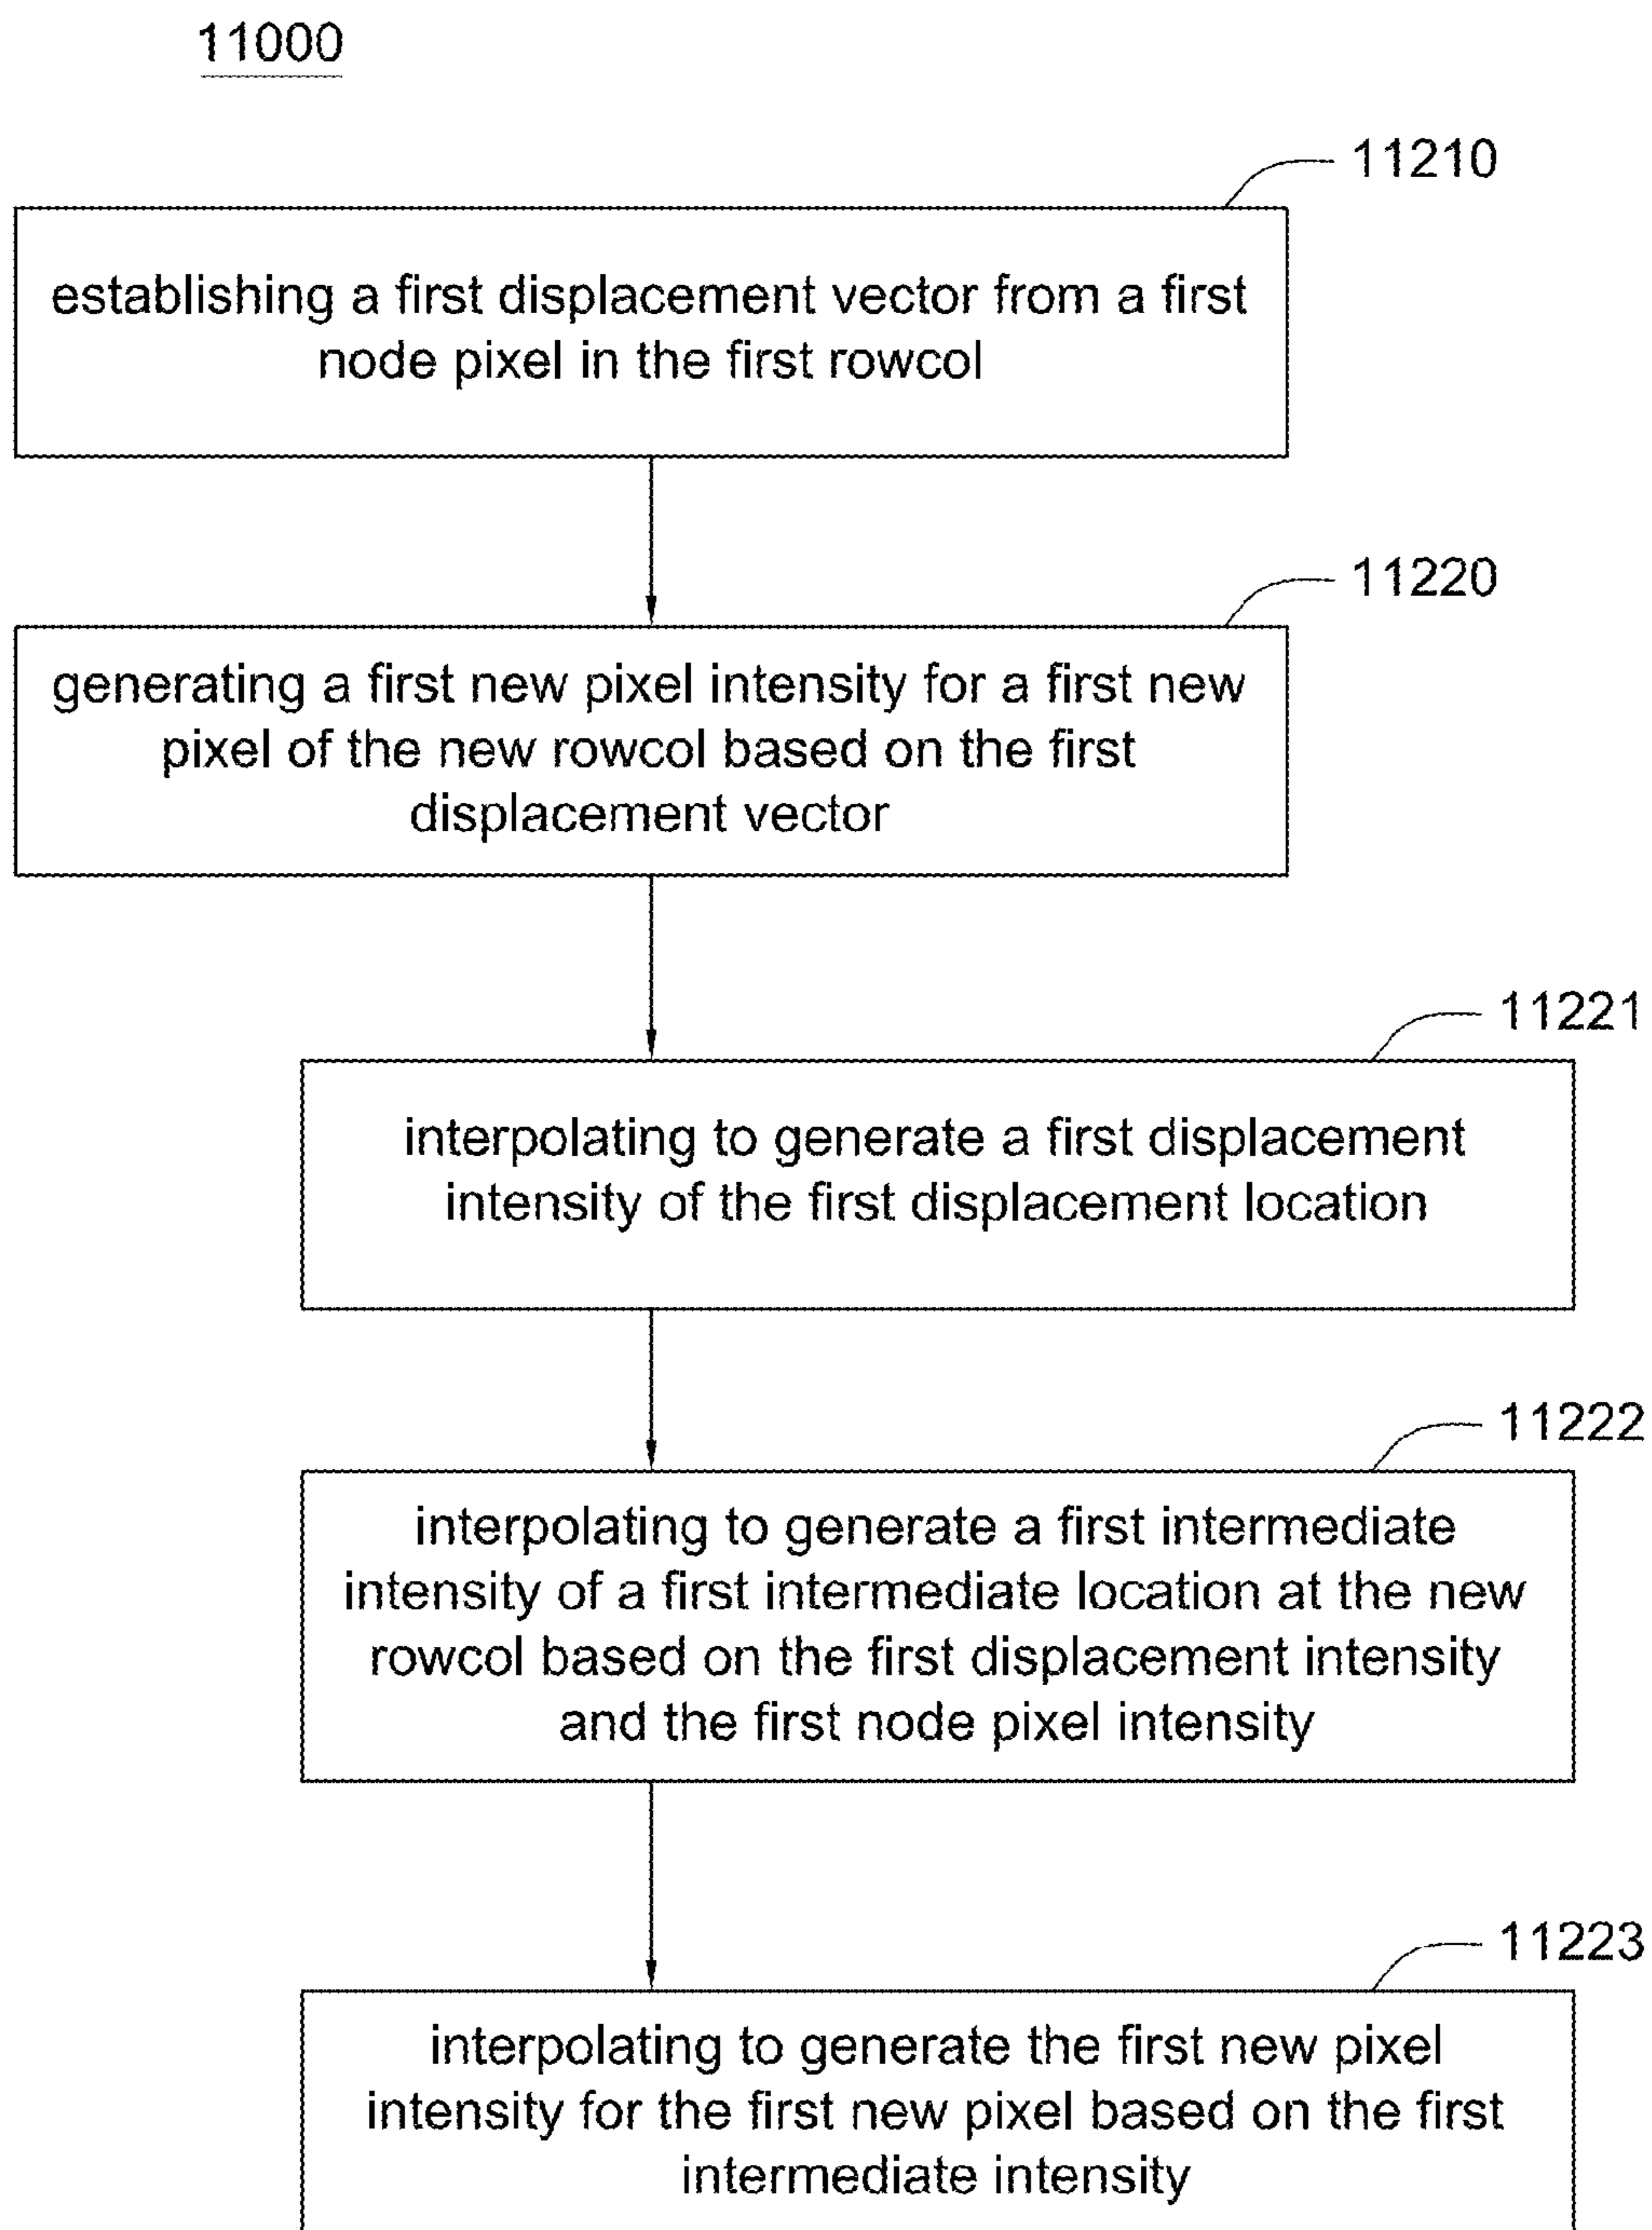 11000
11210
establishing a first displacement vector from a first
node pixel in the first rowcol
11220
generating a first new pixel intensity for a first new
pixel of the new rowcol based on the first
displacement vector
11221
interpolating to generate a first displacement
intensity of the first displacement location
11222
interpolating to generate a first intermediate
intensity of a first intermediate location at the new
rowcol based on the first displacement intensity
and the first node pixel intensity
11223
interpolating to generate the first new pixel
intensity for the first new pixel based on the first
intermediate intensity